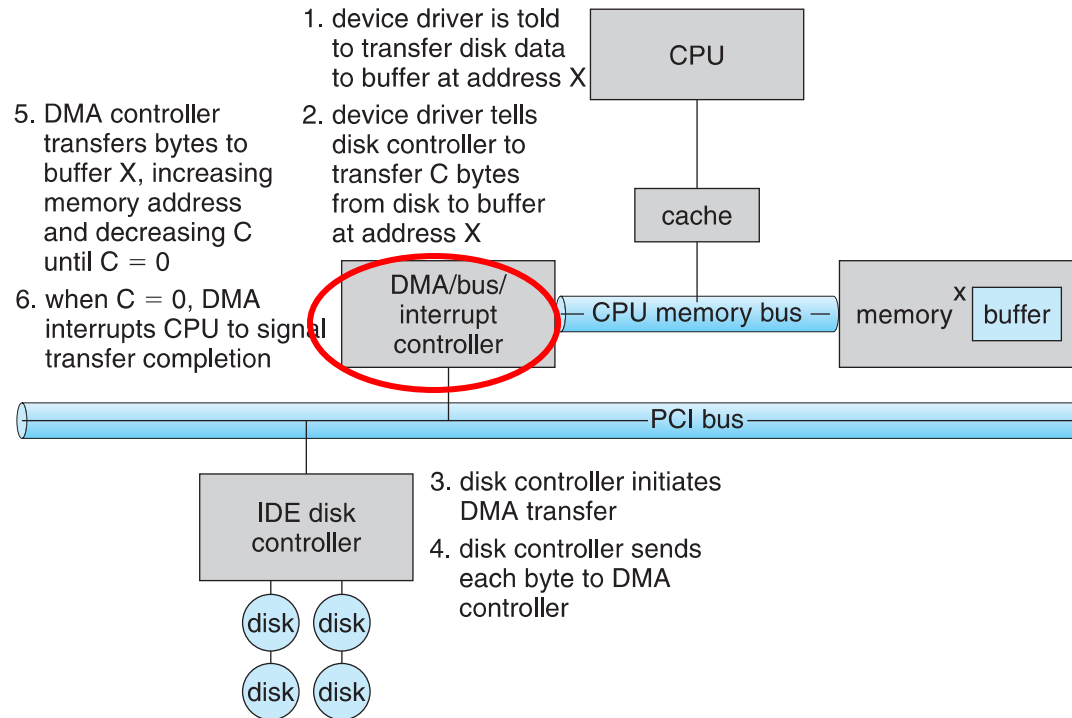 1. device driver is told
to transfer disk data
to buffer at address X
2. device driver tells
disk controller to
transfer C bytes
from disk to buffer
at address X
5. DMA controller
transfers bytes to
buffer X, increasing
memory address
and decreasing C
until C = 0
6. when C = 0, DMA
interrupts CPU to signal
transfer completion
CPU
cache
DMA/bus/
interrupt
controller
CPU memory bus
memory
x
buffer
PCI bus
IDE disk
controller
3. disk controller initiates
DMA transfer
4. disk controller sends
each byte to DMA
controller
disk
disk
disk
disk